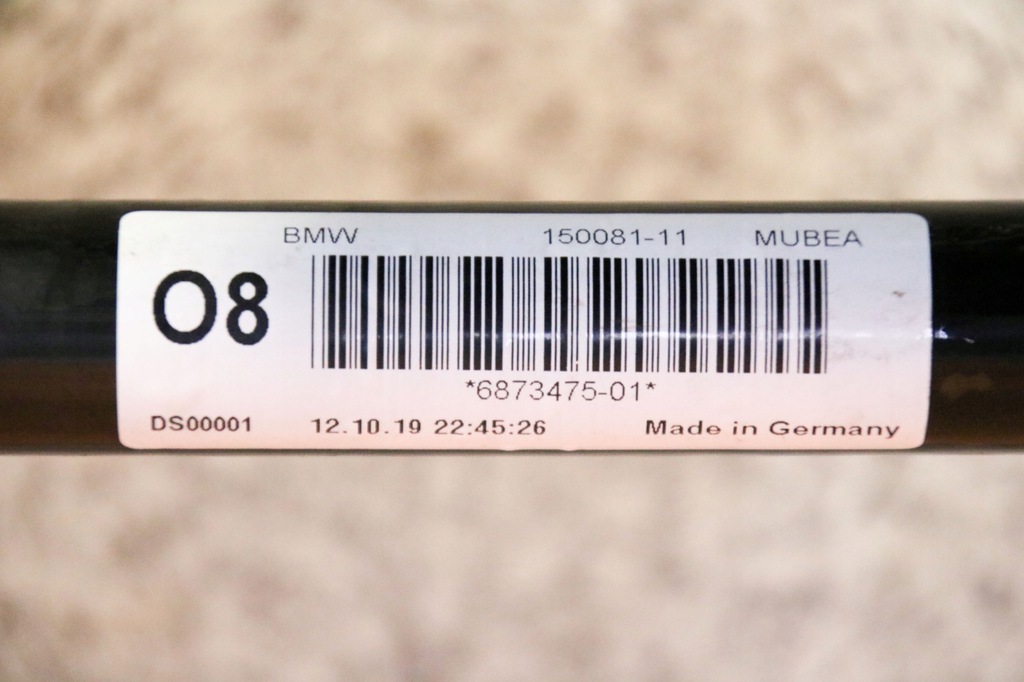 BMW 150081-11 MUBEA
O8
*6873475-01*
DS00001 12.10.19 22:45:26 Made in Germany